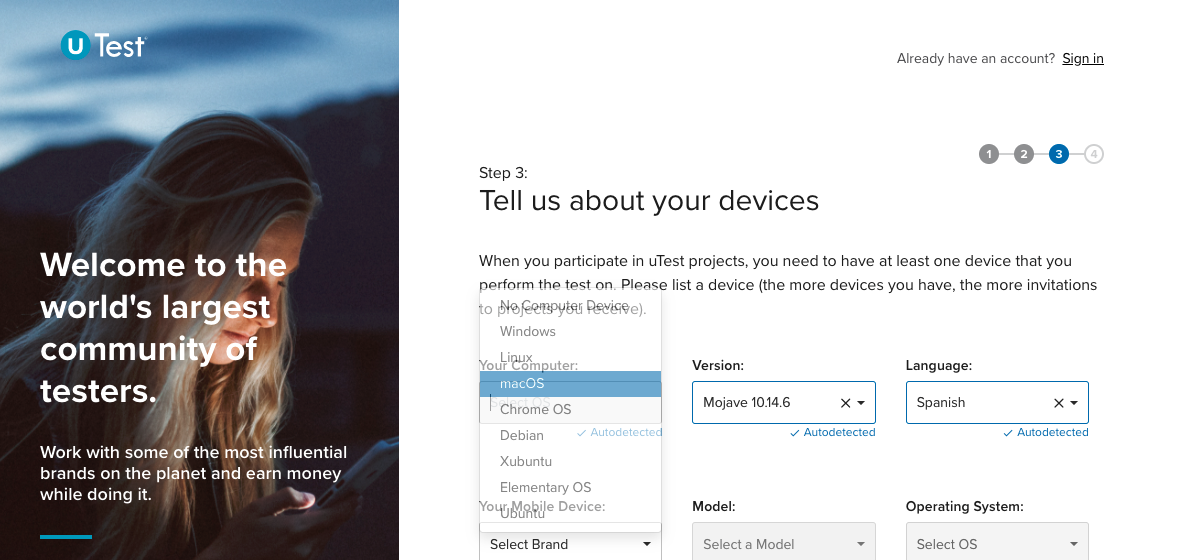 uTest
Already have an account? Sign in
1 2 3 4
Step 3:
Tell us about your devices
When you participate in uTest projects, you need to have at least one device that you
perform the test on. Please list a device (the more devices you have, the more invitations
to projects you receive).
Welcome to the
world's largest
community of
testers.
Work with some of the most influential
brands on the planet and earn money
while doing it.
Your Computer:
Select OS
Autodetected
No Computer Device
Windows
Linux
macOS
Chrome OS
Debian
Xubuntu
Elementary OS
Ubuntu
Version:
Mojave 10.14.6
Autodetected
Language:
Spanish
Autodetected
Your Mobile Device:
Select Brand
Model:
Select a Model
Operating System:
Select OS